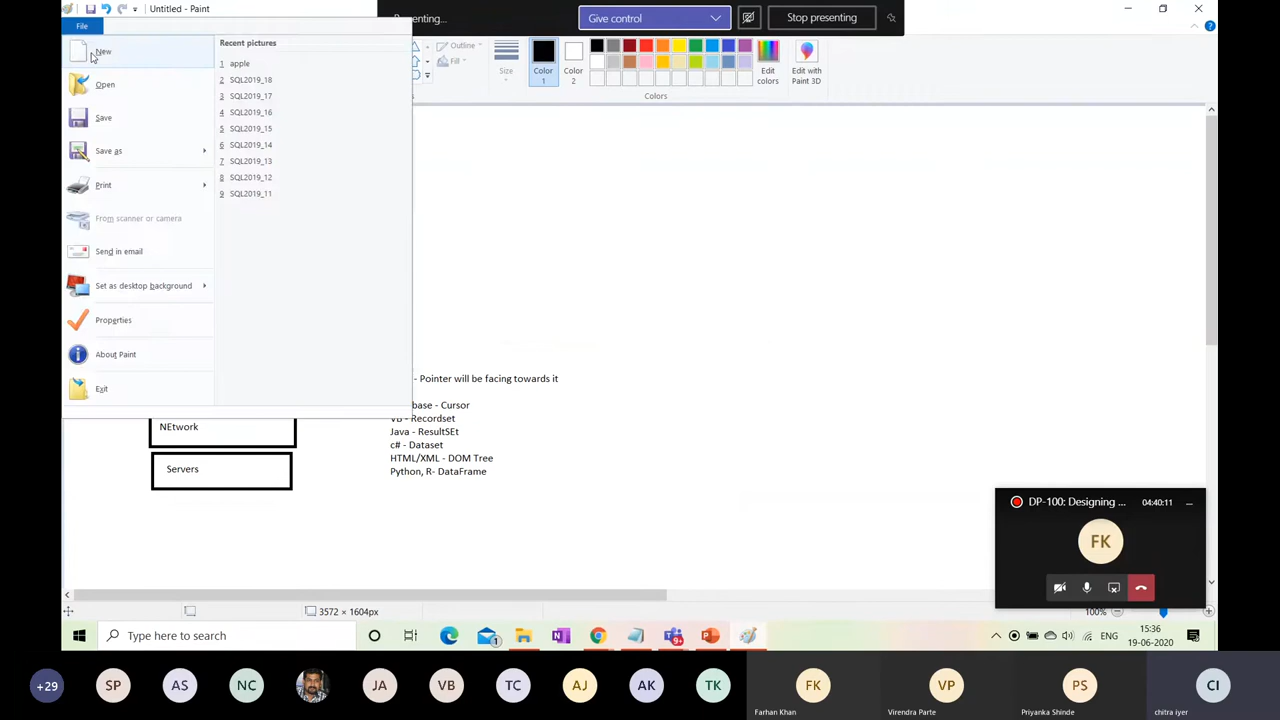 Untitled - Paint
Presenting...
Give control
Stop presenting
File
New
Open
Save
Save as
Print
From scanner or camera
Send in email
Set as desktop background
Properties
About Paint
Exit
Recent pictures
1 apple
2 SQL2019_18
3 SQL2019_17
4 SQL2019_16
5 SQL2019_15
6 SQL2019_14
7 SQL2019_13
8 SQL2019_12
9 SQL2019_11
Outline
Fill
Size
Color 1
Color 2
Edit colors
Edit with Paint 3D
Colors
- Pointer will be facing towards it
base - Cursor
VB - Recordset
Java - ResultSEt
c# - Dataset
HTML/XML - DOM Tree
Python, R- DataFrame
NEtwork
Servers
DP-100: Designing ...
04:40:11
FK
3572 × 1604px
100%
Type here to search
1
9+
ENG
15:36
19-06-2020
+29
SP
AS
NC
JA
VB
TC
AJ
AK
TK
FK
Farhan Khan
VP
Virendra Parte
PS
Priyanka Shinde
CI
chitra iyer